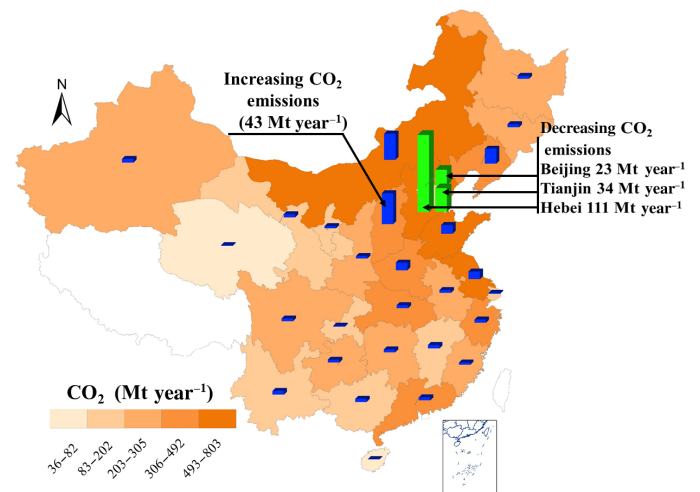 Increasing CO₂
emissions
(43 Mt year⁻¹)
N
Decreasing CO₂
emissions
Beijing 23 Mt year⁻¹
Tianjin 34 Mt year⁻¹
Hebei 111 Mt year⁻¹
CO₂ (Mt year⁻¹)
36–82
83–202
203–305
306–492
493–803